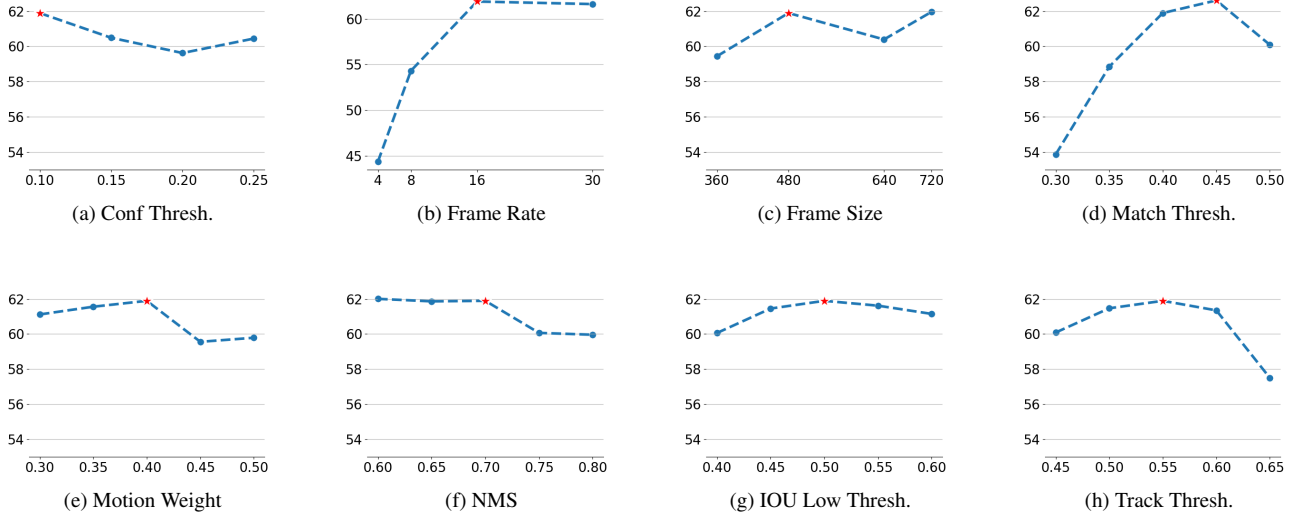 62
60
58
56
54
0.10 0.15 0.20 0.25
(a) Conf Thresh.
60
55
50
45
4 8 16 30
(b) Frame Rate
62
60
58
56
54
360 480 640 720
(c) Frame Size
62
60
58
56
54
0.30 0.35 0.40 0.45 0.50
(d) Match Thresh.
62
60
58
56
54
0.30 0.35 0.40 0.45 0.50
(e) Motion Weight
62
60
58
56
54
0.60 0.65 0.70 0.75 0.80
(f) NMS
62
60
58
56
54
0.40 0.45 0.50 0.55 0.60
(g) IOU Low Thresh.
62
60
58
56
54
0.45 0.50 0.55 0.60 0.65
(h) Track Thresh.